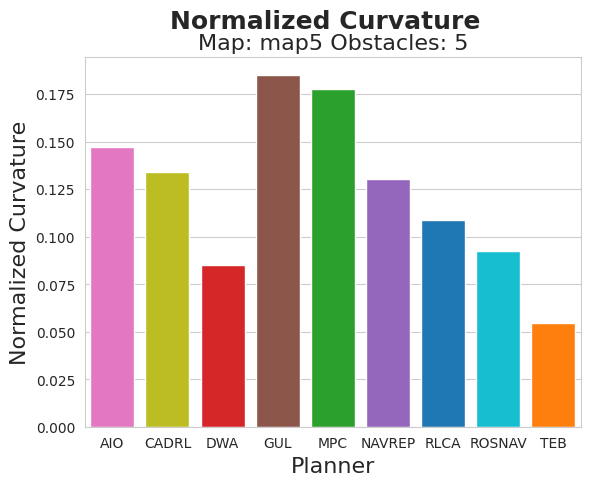 Normalized Curvature
Map: map5 Obstacles: 5
Normalized Curvature
0.175
0.150
0.125
0.100
0.075
0.050
0.025
0.000
AIO CADRL DWA GUL MPC NAVREP RLCA ROSNAV TEB
Planner